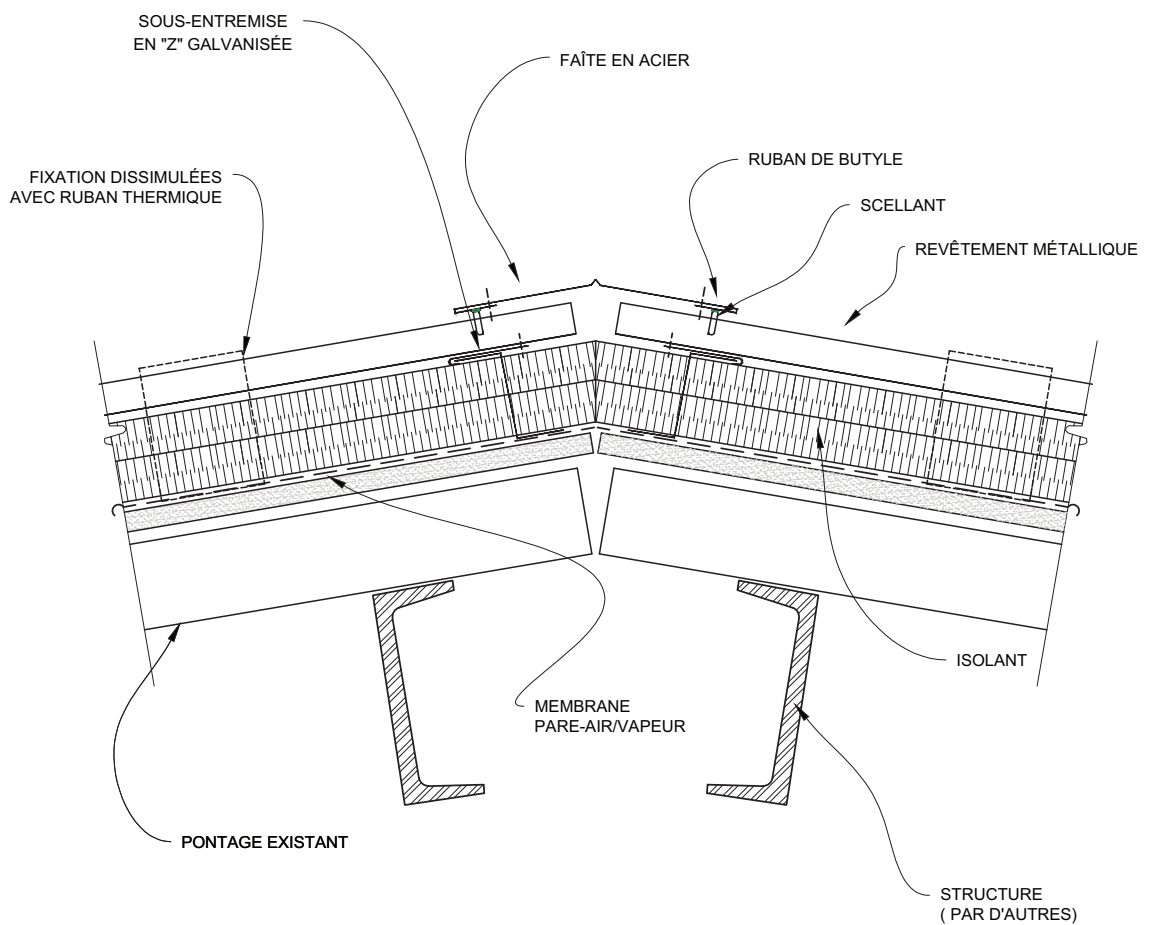 SOUS-ENTREMISE
EN "Z" GALVANISÉE
FAÎTE EN ACIER
RUBAN DE BUTYLE
FIXATION DISSIMULÉES
AVEC RUBAN THERMIQUE
SCELLANT
REVÊTEMENT MÉTALLIQUE
ISOLANT
MEMBRANE
PARE-AIR/VAPEUR
PONTAGE EXISTANT
STRUCTURE
( PAR D'AUTRES)